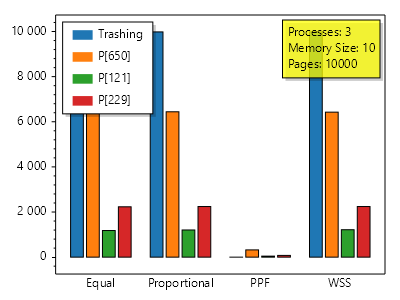 Trashing
P[650]
P[121]
P[229]
Processes: 3
Memory Size: 10
Pages: 10000
10 000
8 000
6 000
4 000
2 000
0
Equal Proportional PPF WSS